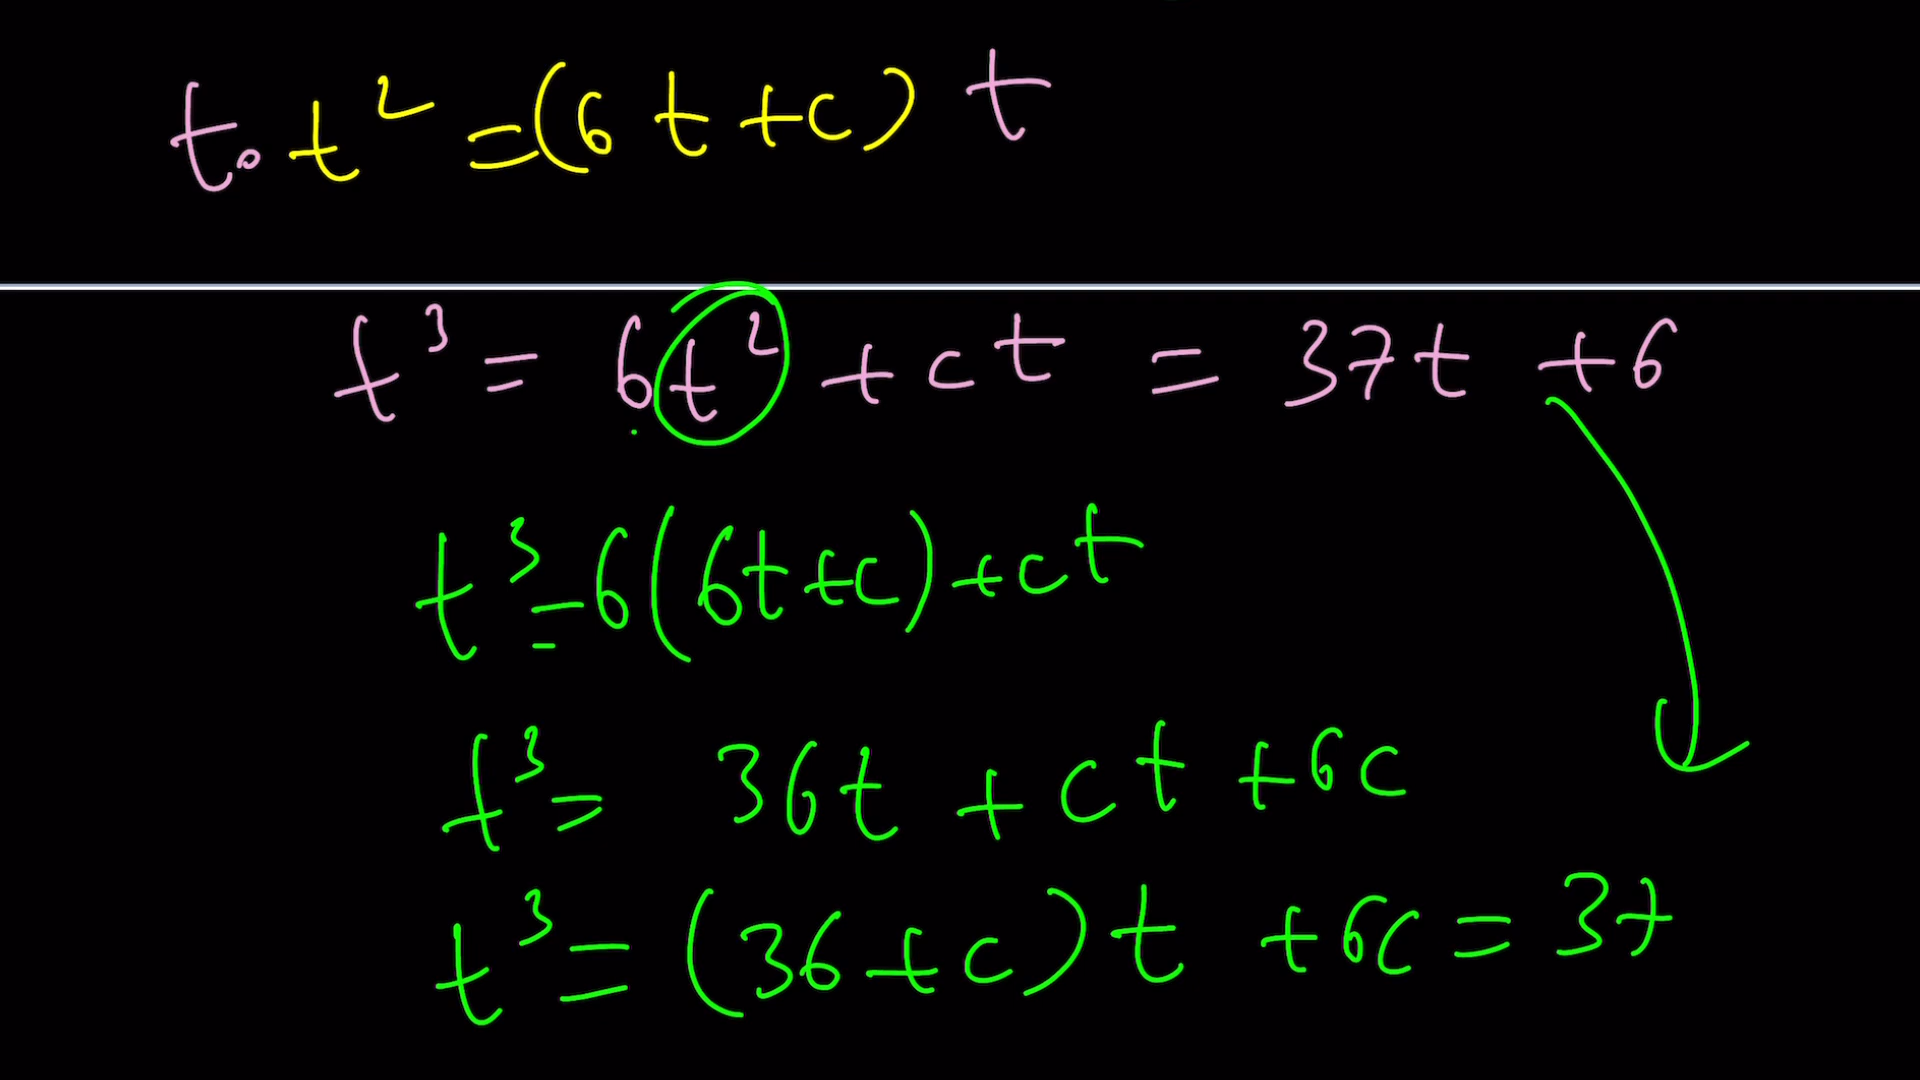 t. t² = (6t + c) t
t³ = 6t² + ct = 37t + 6
t³ = 6(6t + c) + ct
t³ = 36t + ct + 6c
t³ = (36 + c)t + 6c = 37